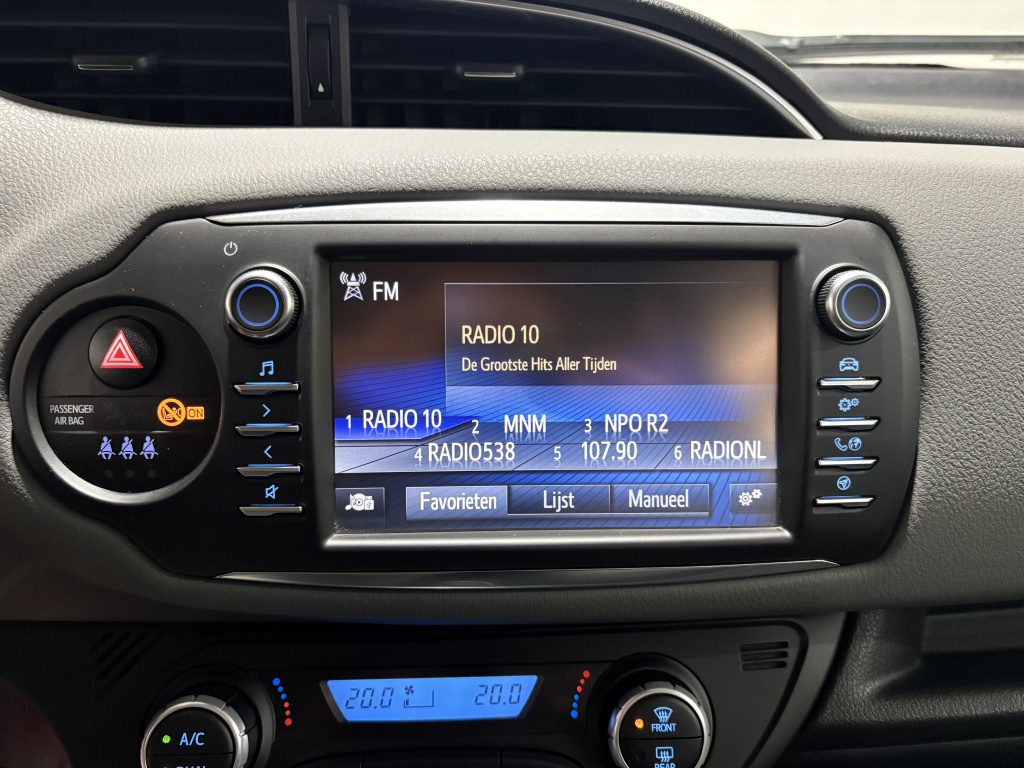 FM
RADIO 10
De Grootste Hits Aller Tijden
1 RADIO 10 2 MNM 3 NPO R2
4 RADIO538 5 107.90 6 RADIONL
Favorieten Lijst Manueel
PASSENGER
AIR BAG
ON
20.0 20.0
A/C
FRONT
REAR